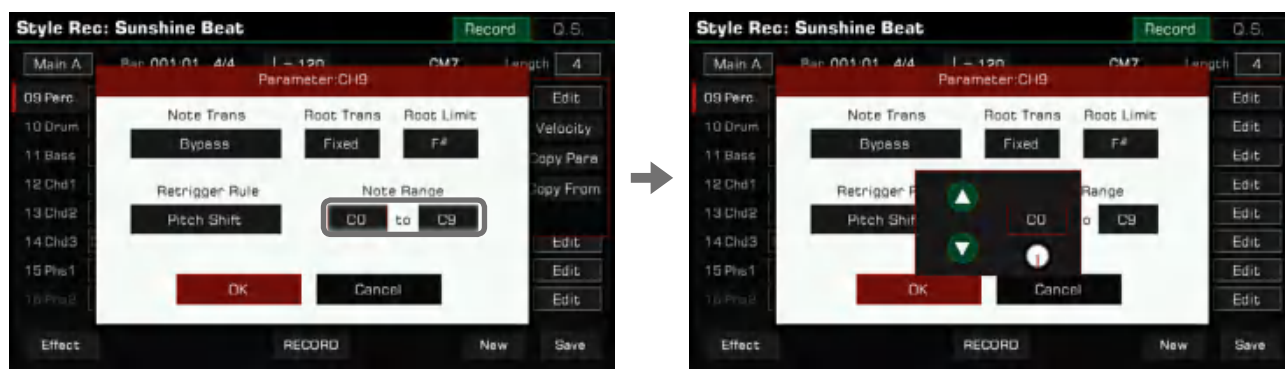 Style Rec: Sunshine Beat Record Q.S.
Main A Bar 001:01 4/4 CM7 Length 4
Parameter:CH9
09 Perc Edit
Note Trans Root Trans Root Limit
10 Drum Bypass Fixed F# Velocity
11 Bass Copy Para
12 Chd1 Retrigger Rule Note Range Copy From
13 Chd2 Pitch Shift C0 to C9
14 Chd3 Edit
15 Phs1 Edit
OK Cancel
16 Phs2 Edit
Effect RECORD New Save
Style Rec: Sunshine Beat Record Q.S.
Main A Bar 001:01 4/4 CM7 Length 4
Parameter:CH9
09 Perc Edit
Note Trans Root Trans Root Limit
10 Drum Bypass Fixed F# Edit
11 Bass Edit
12 Chd1 Retrigger Range Edit
13 Chd2 Pitch Shift C0 C9 Edit
14 Chd3 Edit
15 Phs1 Edit
OK Cancel
16 Phs2 Edit
Effect RECORD New Save